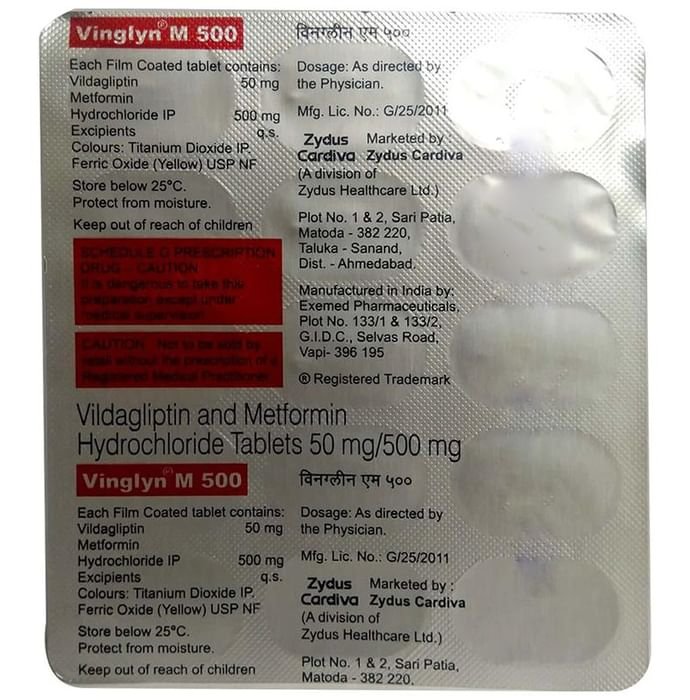 Vinglyn® M 500
विनग्लीन एम ५००
Each Film Coated tablet contains:
Vildagliptin 50 mg
Metformin
Hydrochloride IP 500 mg
Excipients q.s.
Colours: Titanium Dioxide IP.
Ferric Oxide (Yellow) USP NF
Store below 25°C.
Protect from moisture.
Keep out of reach of children
SCHEDULE G PRESCRIPTION
DRUG - CAUTION
It is dangerous to take this
preparation except under
medical supervision
CAUTION Not to be sold by
retail without the prescription of a
Registered Medical Practitioner
Dosage: As directed by
the Physician.
Mfg. Lic. No.: G/25/2011
Zydus Marketed by :
Cardiva Zydus Cardiva
(A division of
Zydus Healthcare Ltd.)
Plot No. 1 & 2, Sari Patia,
Matoda - 382 220,
Taluka - Sanand,
Dist. - Ahmedabad.
Manufactured in India by:
Exemed Pharmaceuticals,
Plot No. 133/1 & 133/2,
G.I.D.C., Selvas Road,
Vapi- 396 195
® Registered Trademark
Vildagliptin and Metformin
Hydrochloride Tablets 50 mg/500 mg
Vinglyn® M 500
विनग्लीन एम ५००
Each Film Coated tablet contains:
Vildagliptin 50 mg
Metformin
Hydrochloride IP 500 mg
Excipients q.s.
Colours: Titanium Dioxide IP.
Ferric Oxide (Yellow) USP NF
Store below 25°C.
Protect from moisture.
Keep out of reach of children
Dosage: As directed by
the Physician.
Mfg. Lic. No.: G/25/2011
Zydus Marketed by :
Cardiva Zydus Cardiva
(A division of
Zydus Healthcare Ltd.)
Plot No. 1 & 2, Sari Patia,
Matoda - 382 220,